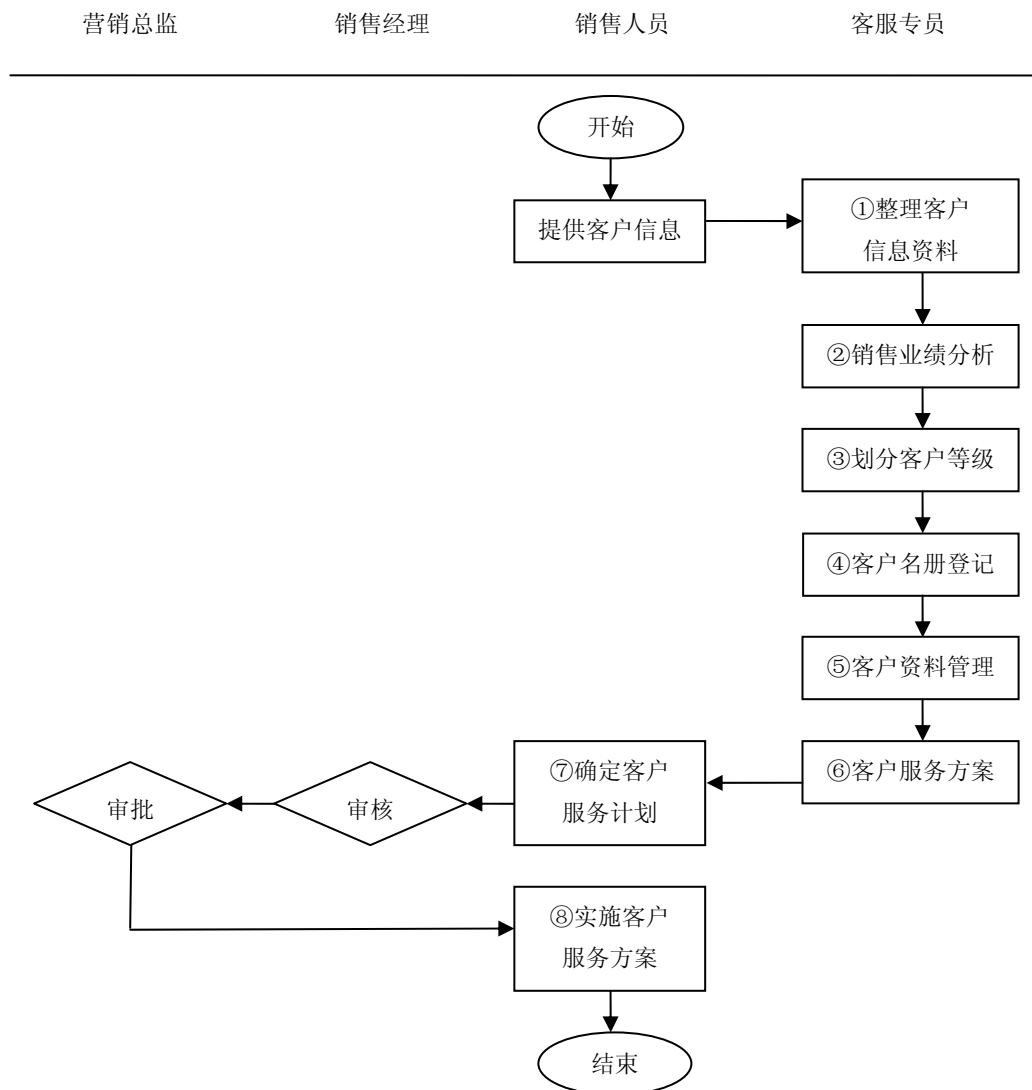 营销总监 销售经理 销售人员 客服专员
开始
提供客户信息
①整理客户
信息资料
②销售业绩分析
③划分客户等级
④客户名册登记
⑤客户资料管理
⑥客户服务方案
⑦确定客户
服务计划
审核
审批
⑧实施客户
服务方案
结束